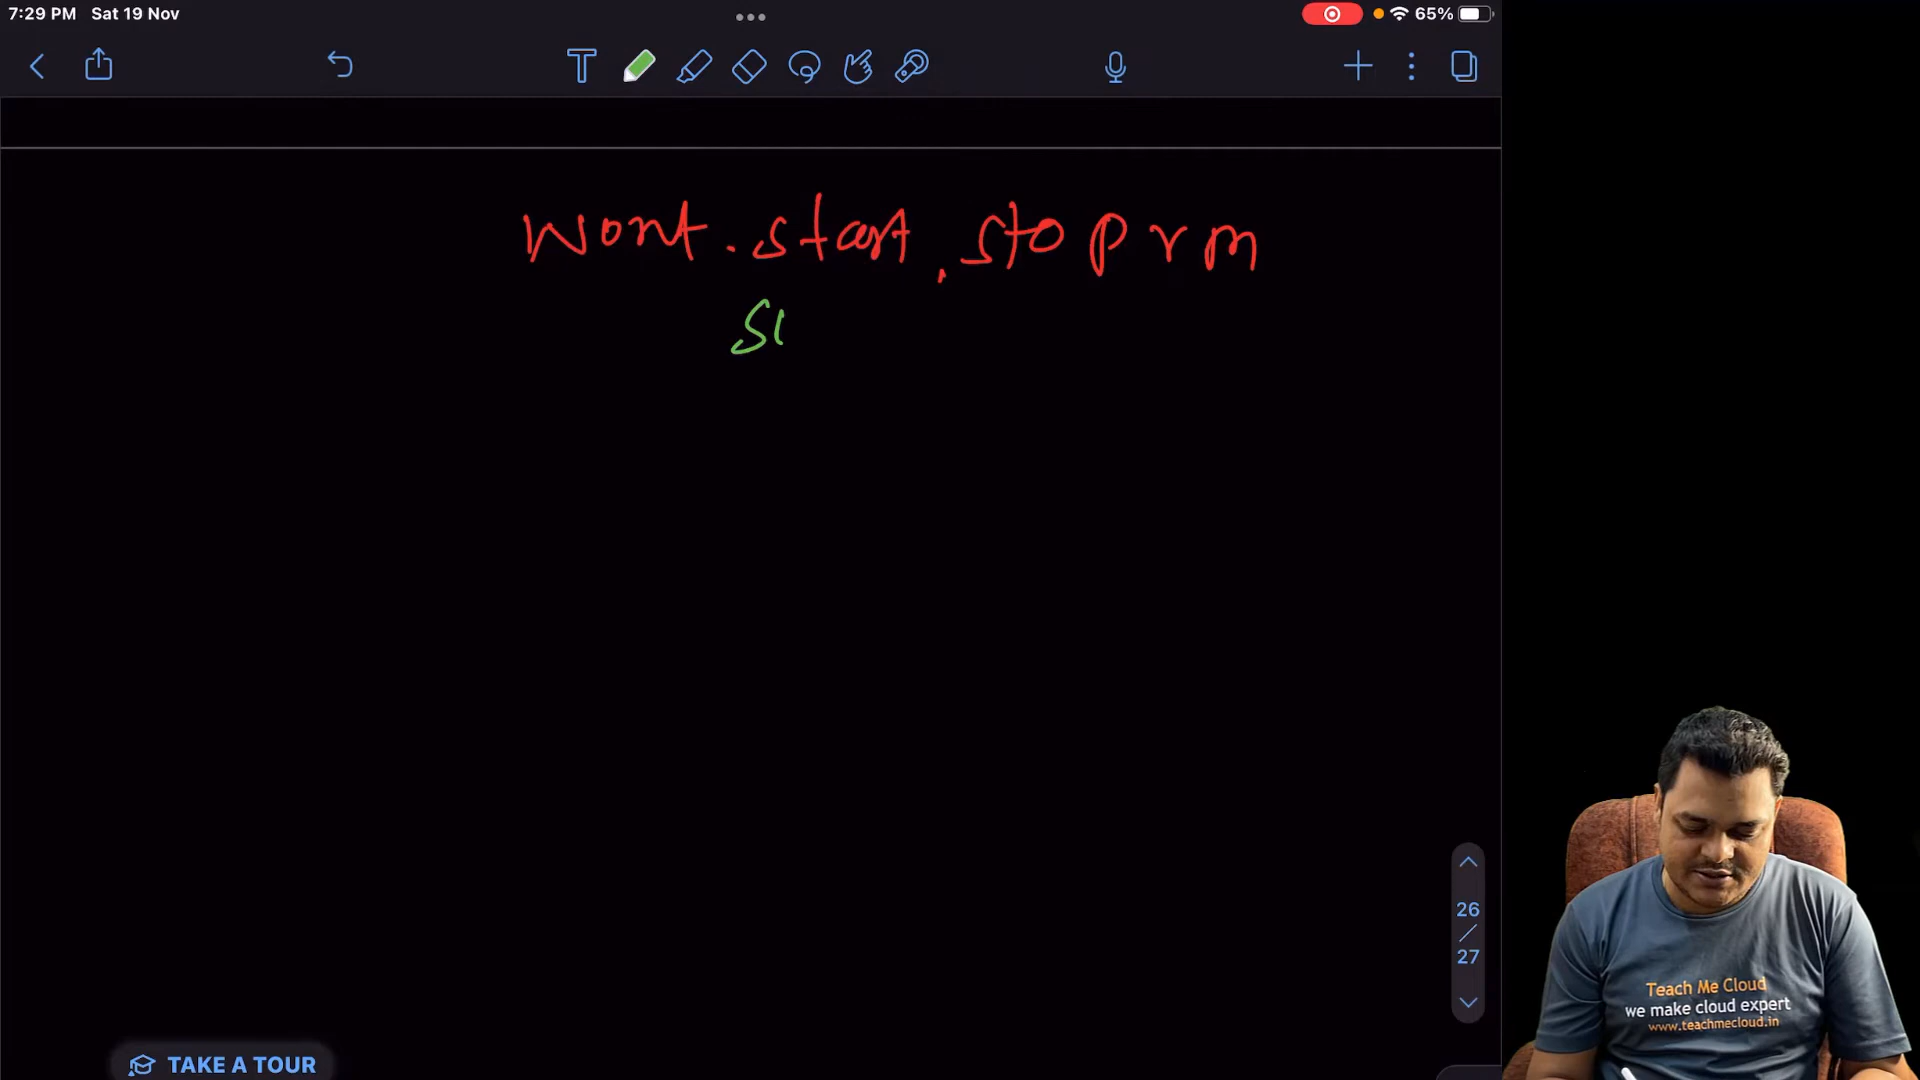 7:29 PM Sat 19 Nov
65%
T
Wont.start.stop rm
SI
26
/
27
TAKE A TOUR
Teach Me Cloud
we make cloud expert
www.teachmecloud.in